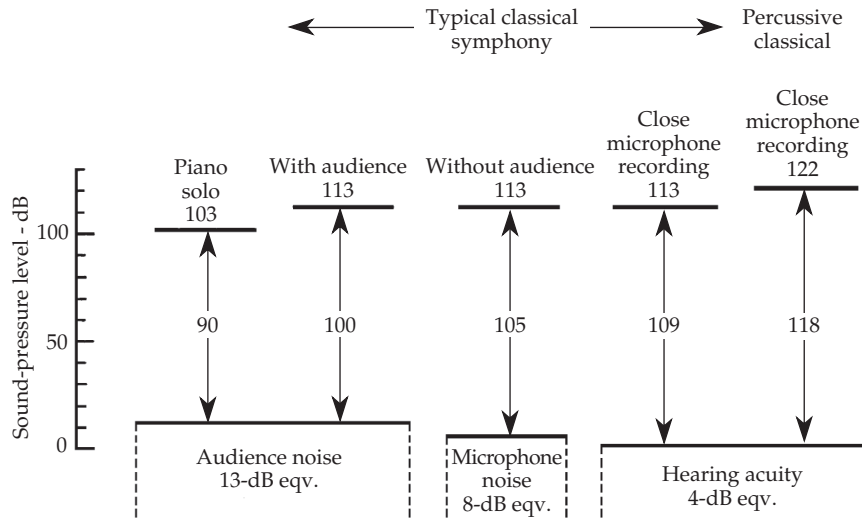 Typical classical
symphony
Percussive
classical
Piano
solo
103
With audience
113
Without audience
113
Close
microphone
recording
113
Close
microphone
recording
122
Sound-pressure level - dB
100
50
0
90
100
105
109
118
Audience noise
13-dB eqv.
Microphone
noise
8-dB eqv.
Hearing acuity
4-dB eqv.